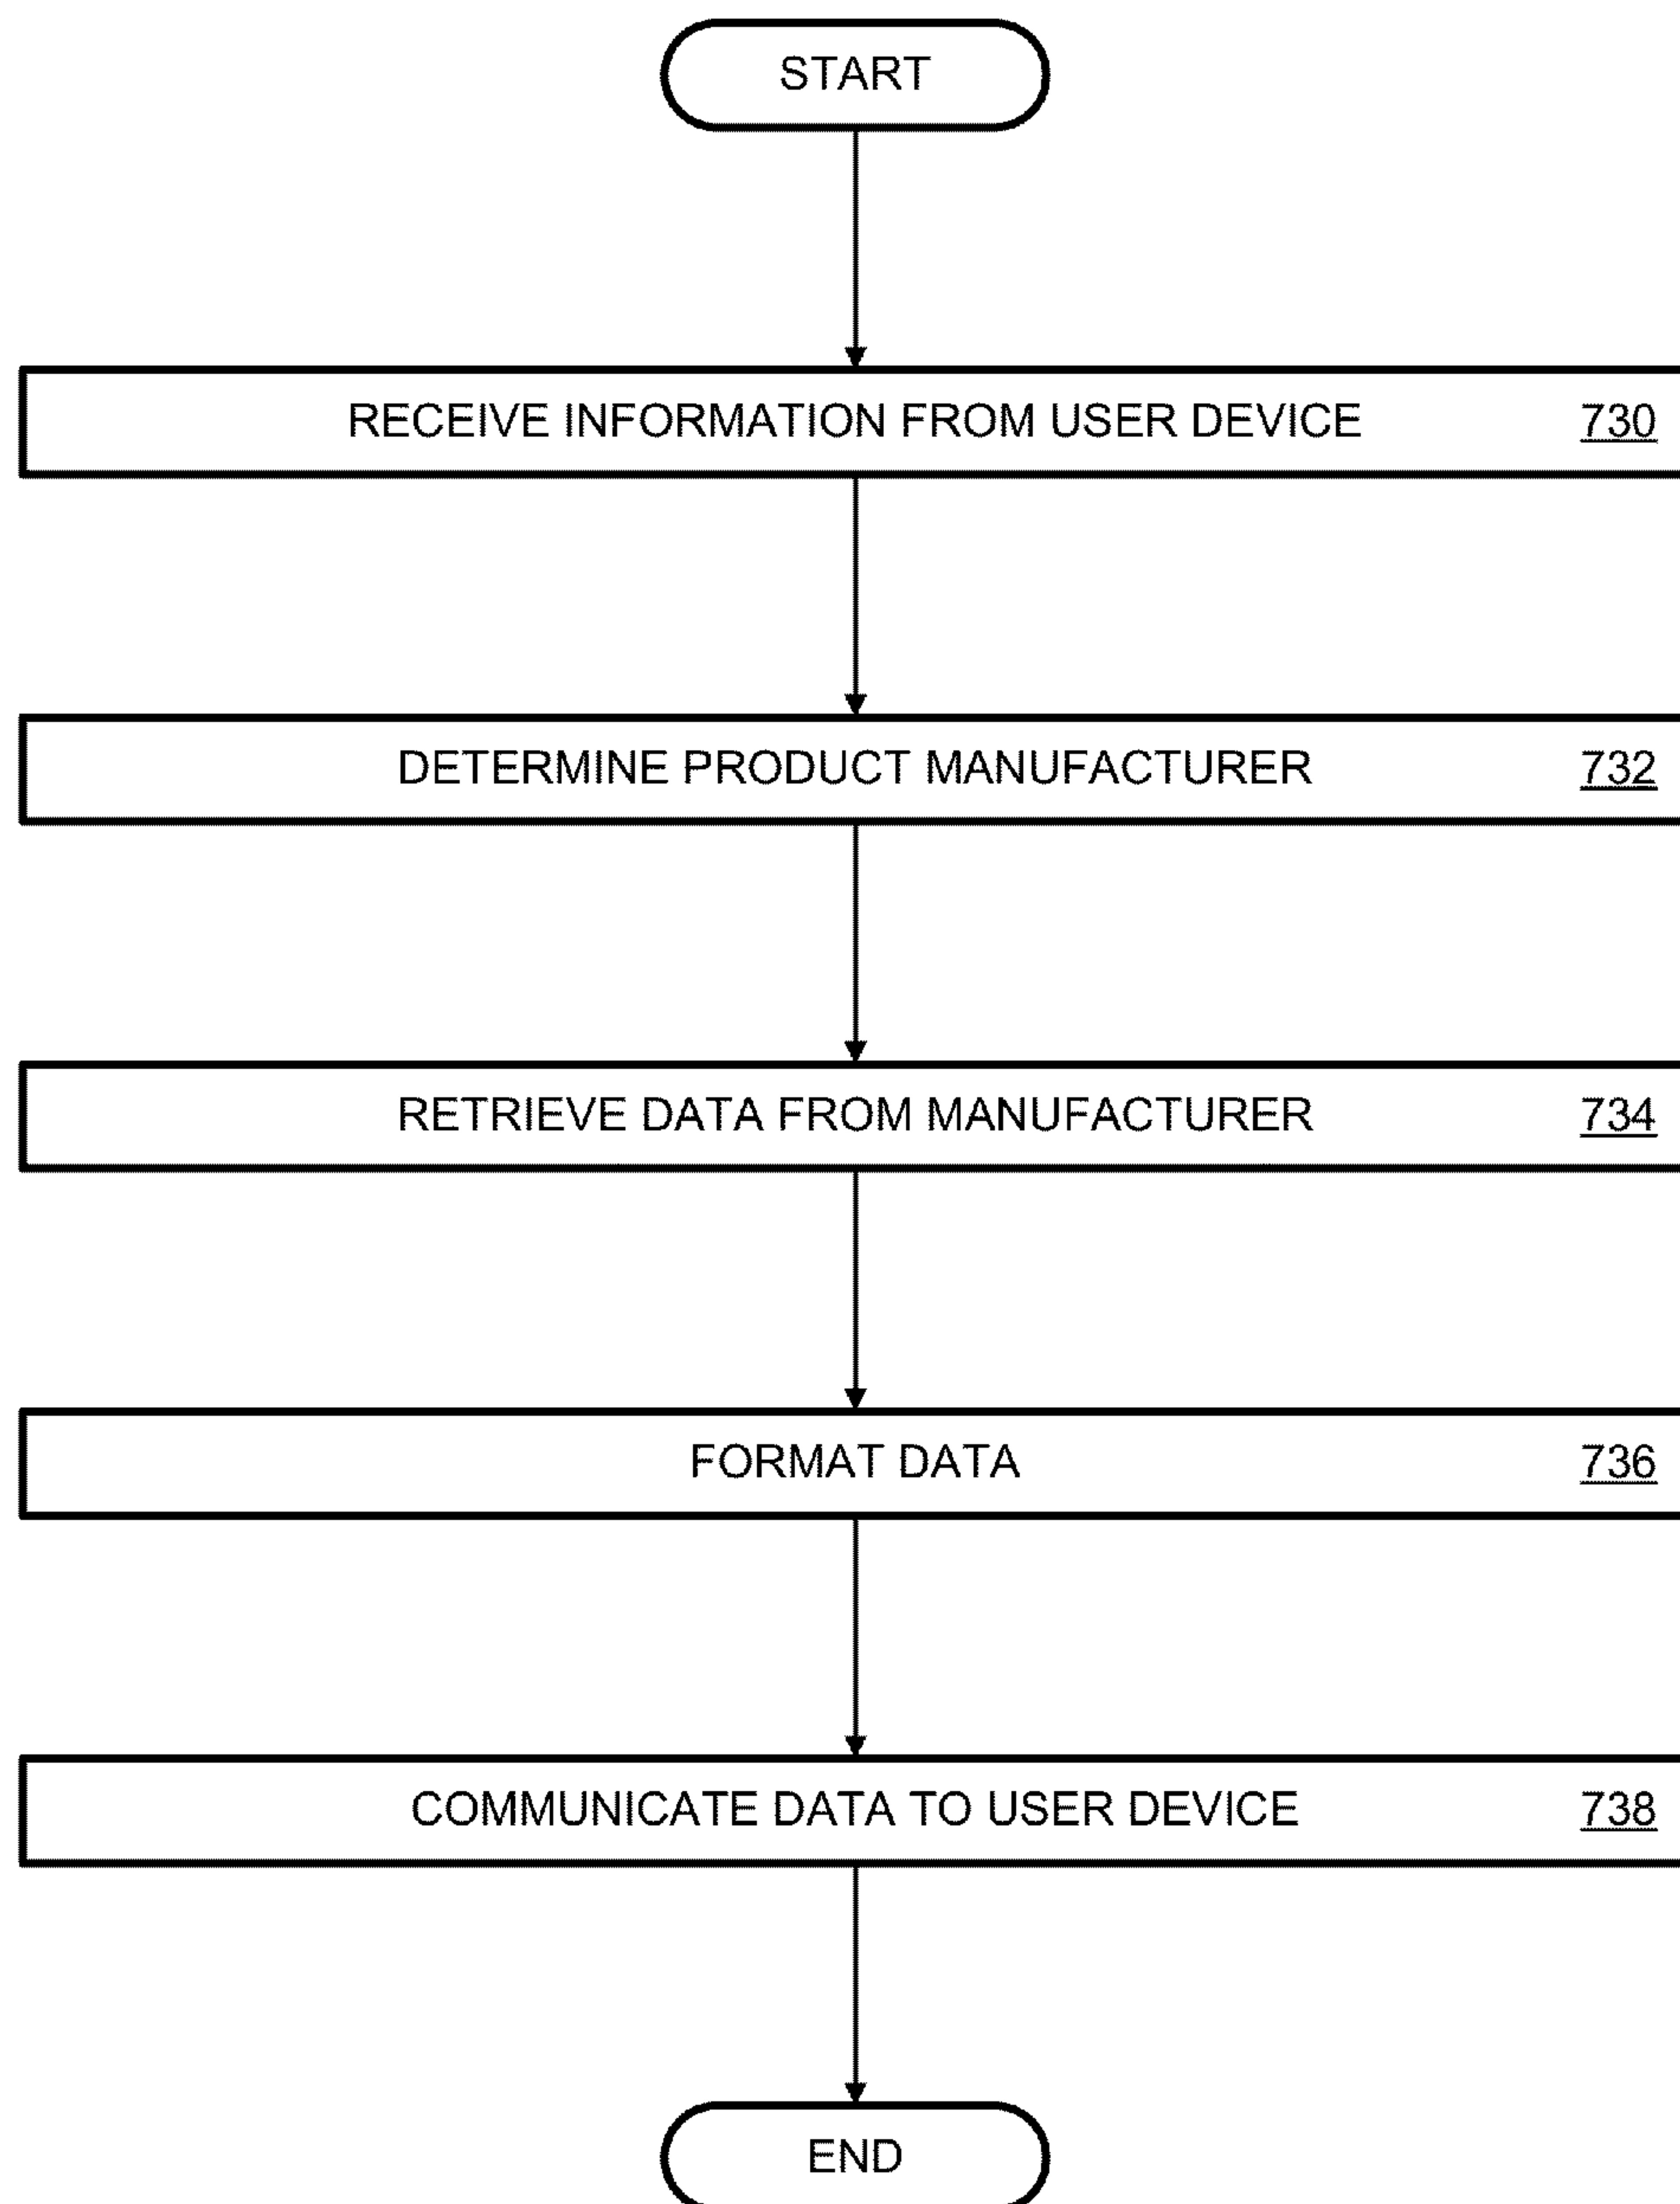 START
RECEIVE INFORMATION FROM USER DEVICE 730
DETERMINE PRODUCT MANUFACTURER 732
RETRIEVE DATA FROM MANUFACTURER 734
FORMAT DATA 736
COMMUNICATE DATA TO USER DEVICE 738
END